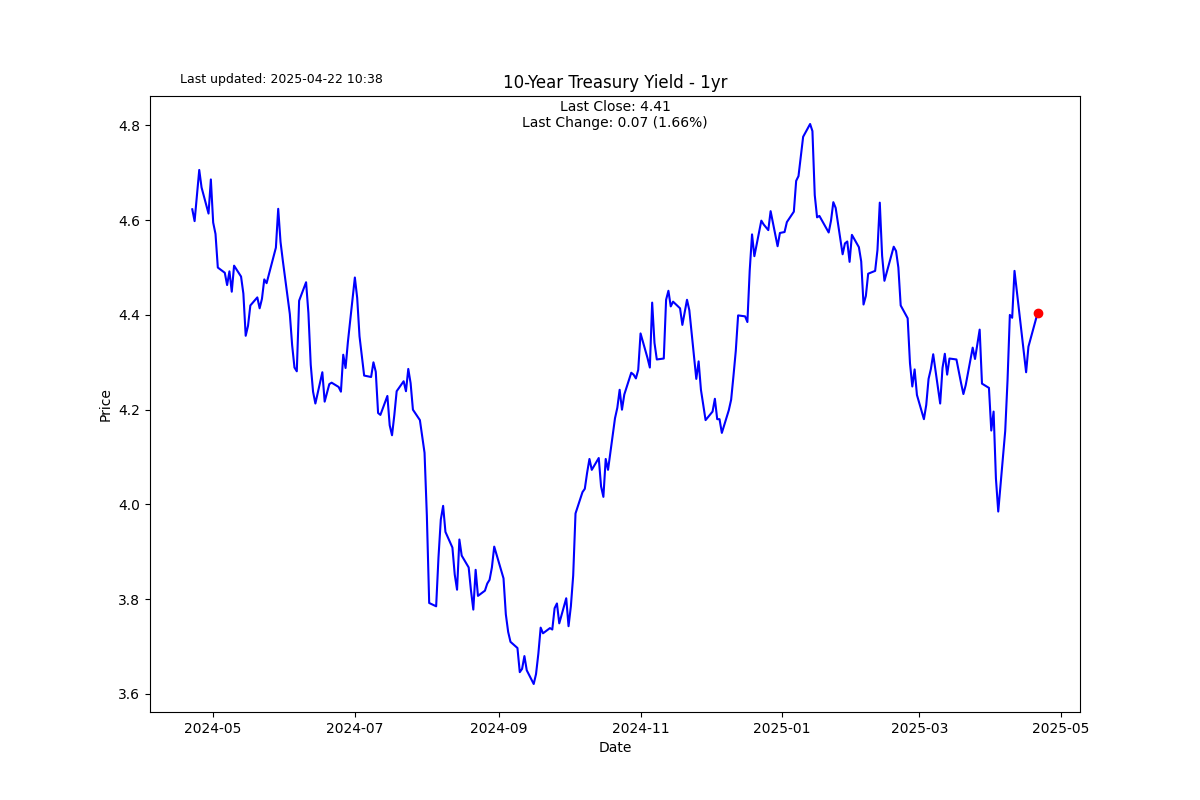 Last updated: 2025-04-22 10:38
10-Year Treasury Yield - 1yr
Last Close: 4.41
Last Change: 0.07 (1.66%)
4.8
4.6
4.4
4.2
4.0
3.8
3.6
Price
2024-05 2024-07 2024-09 2024-11 2025-01 2025-03 2025-05
Date